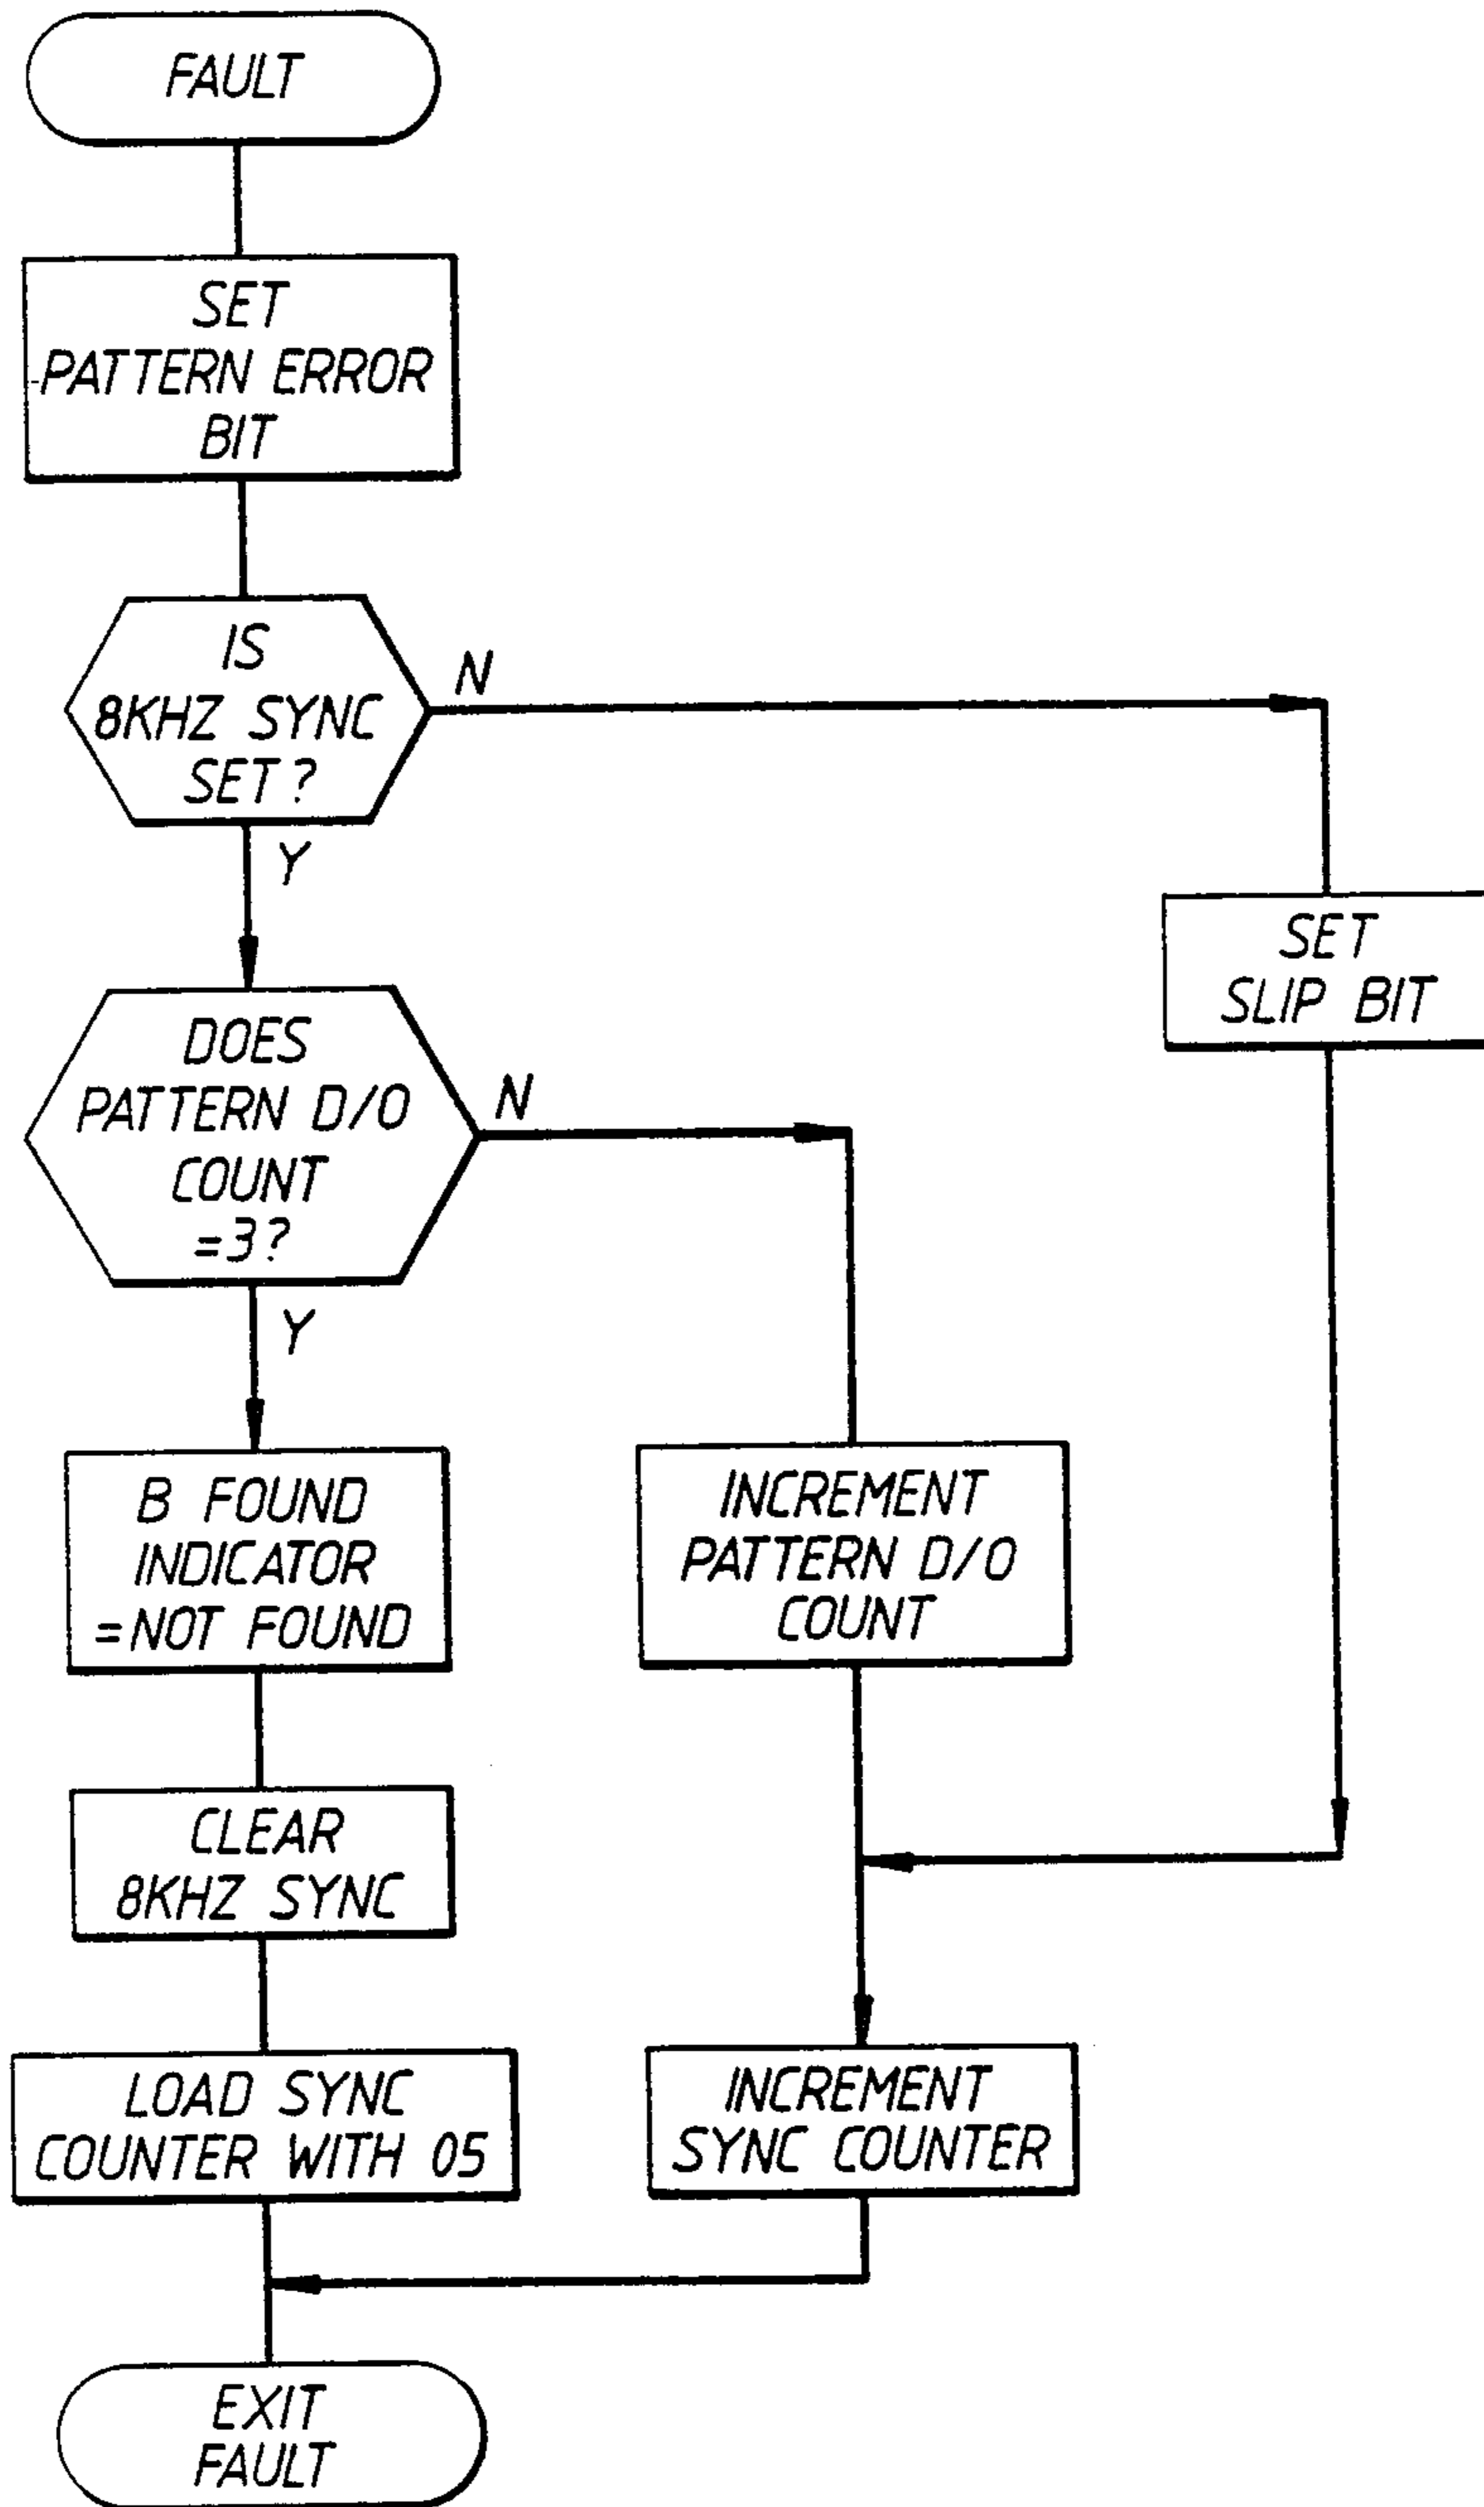 FAULT
SET
PATTERN ERROR
BIT
IS
8KHZ SYNC
SET?
N
Y
SET
SLIP BIT
DOES
PATTERN D/O
COUNT
=3?
N
Y
B FOUND
INDICATOR
=NOT FOUND
INCREMENT
PATTERN D/O
COUNT
CLEAR
8KHZ SYNC
LOAD SYNC
COUNTER WITH 05
INCREMENT
SYNC COUNTER
EXIT
FAULT